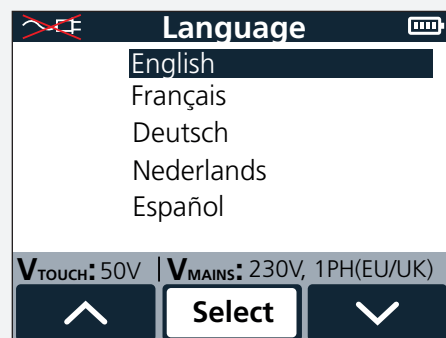 Language
English
Français
Deutsch
Nederlands
Español
VTOUCH: 50V | VMAINS: 230V, 1PH(EU/UK)
Select